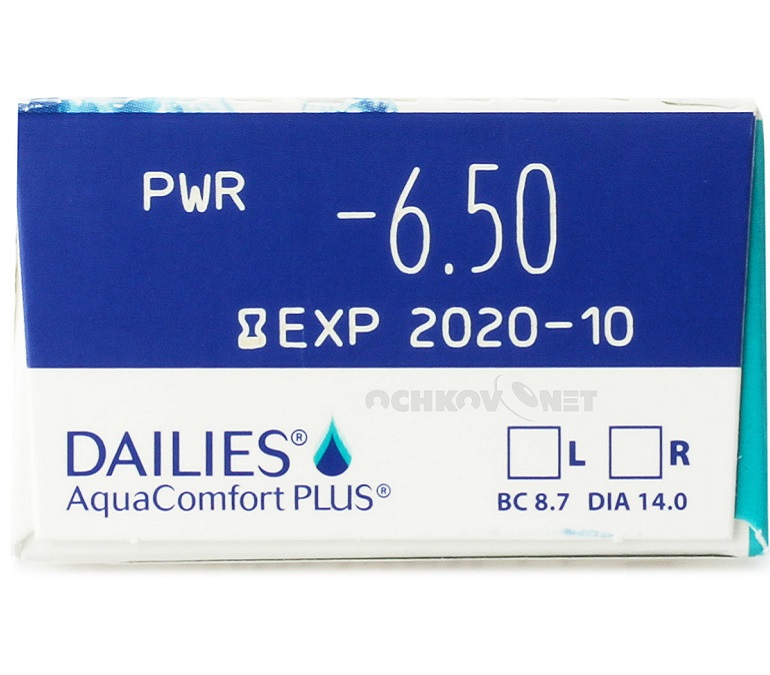 PWR -6.50
EXP 2020-10
OCHKOV NET
DAILIES®
AquaComfort PLUS®
L R
BC 8.7 DIA 14.0